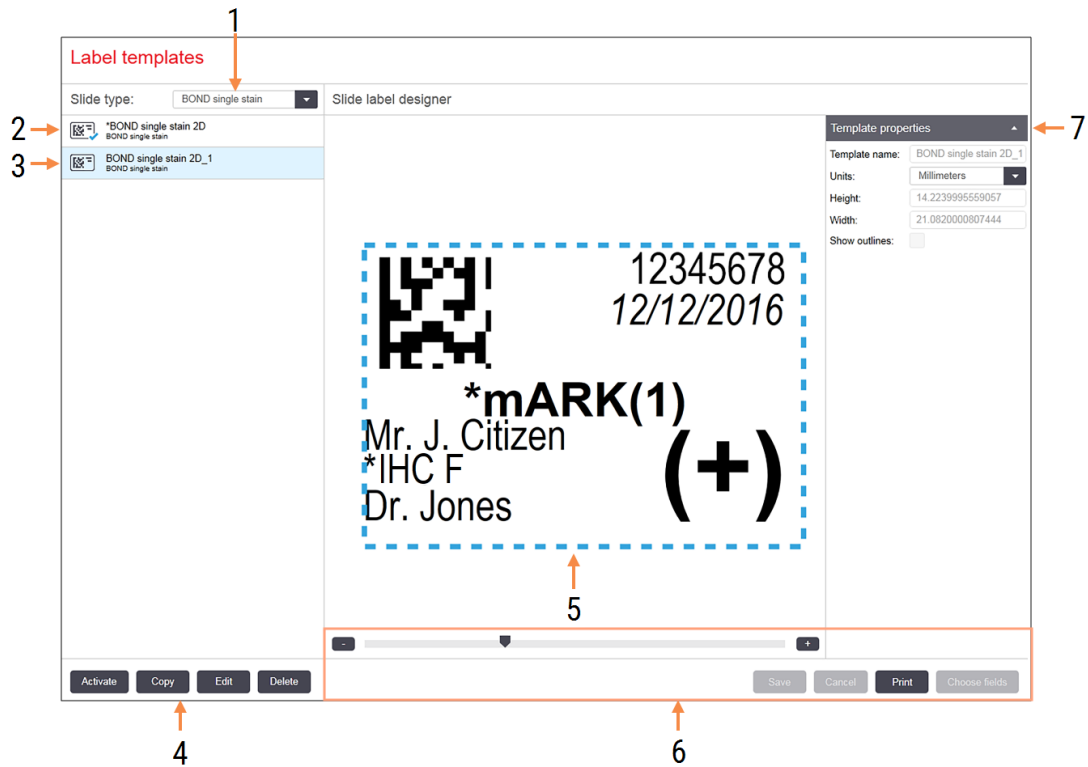 1
Label templates
Slide type: BOND single stain
Slide label designer
2
*BOND single stain 2D
BOND single stain
3
BOND single stain 2D_1
BOND single stain
Template properties
7
Template name: BOND single stain 2D_1
Units: Millimeters
Height: 14.2239995559057
Width: 21.0820000807444
Show outlines:
12345678
12/12/2016
*mARK(1)
Mr. J. Citizen
*IHC F
(+)
Dr. Jones
5
-
+
Activate Copy Edit Delete
Save Cancel Print Choose fields
4
6